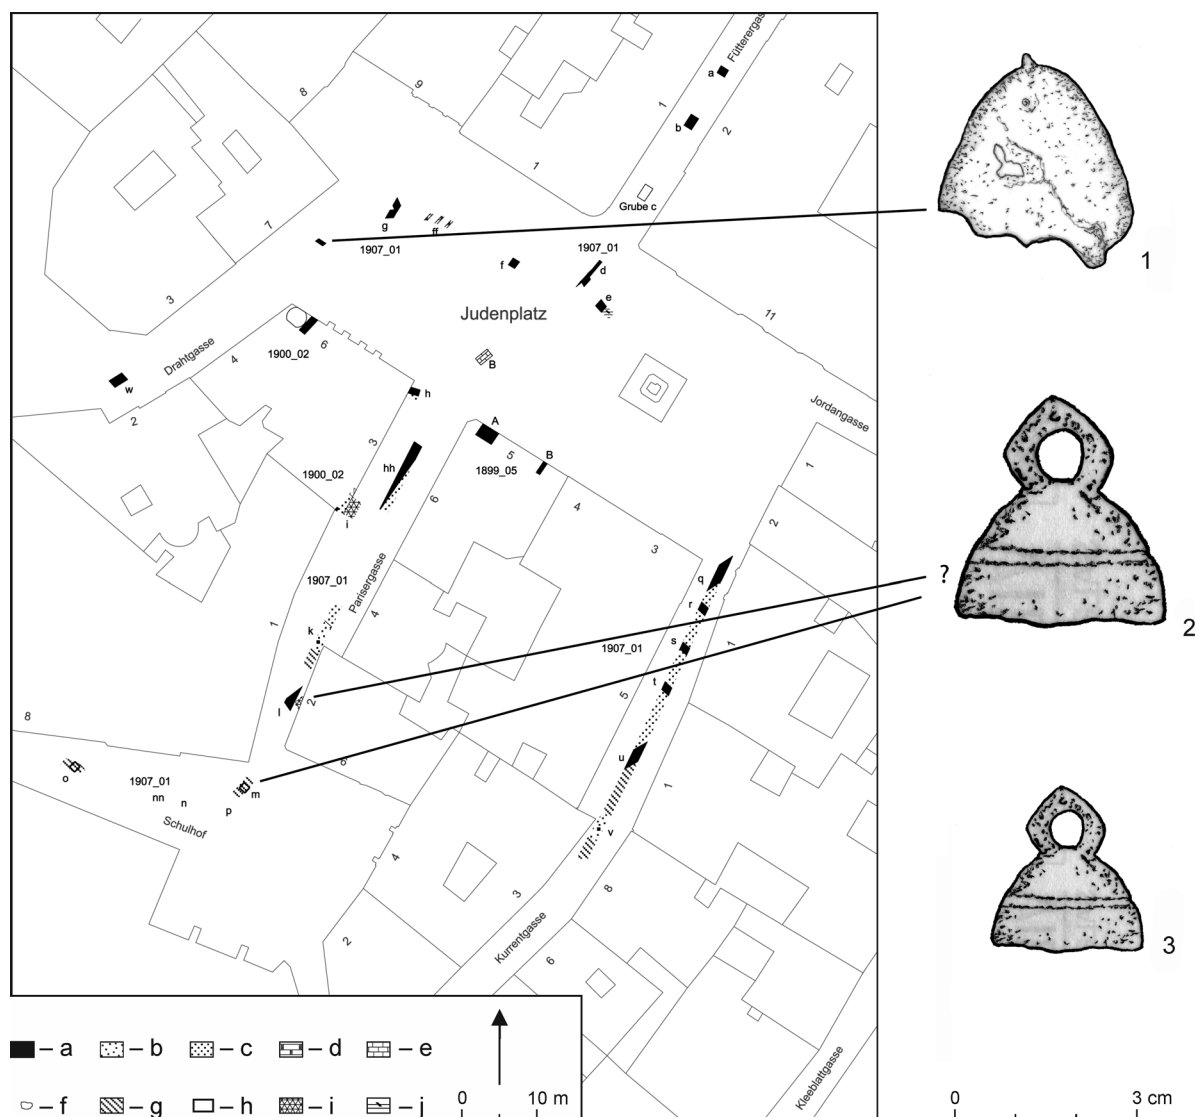 Fütterergas
a
8
9
1
b
2
1
Grube c
g
ff
1907_01
1907_01
7
f
d
e
1
3
Judenplatz
11
Drahtgasse
4
6
1900_02
B
w
2
h
Jordangasse
A
5
B
3
hh
1899_05
1900_02
6
4
1
2
i
3
1907_01
Parisergasse
q
r
k
4
s
1
1
1907_01
t
?
2
l
2
5
8
u
6
1907_01
o
nn
n
m
p
1
Schulhof
v
4
3
8
3
2
Kurrentgasse
6
Kleeblattgasse
a
b
c
d
e
f
g
h
i
j
0
10 m
0
3 cm